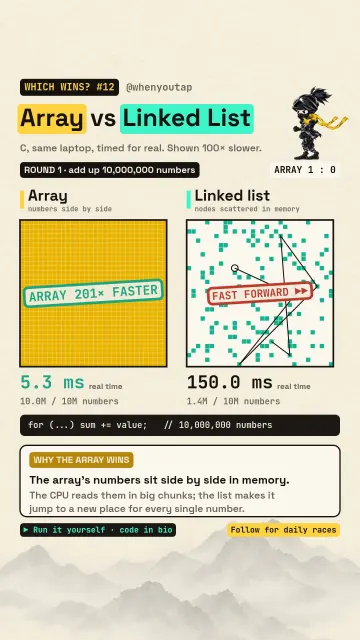 WHICH WINS? #12 @whenyoutap
Array vs Linked List
C, same laptop, timed for real. Shown 100× slower.
ROUND 1 · add up 10,000,000 numbers
ARRAY 1 : 0
Array
numbers side by side
Linked list
nodes scattered in memory
ARRAY 201× FASTER
FAST FORWARD ▶▶
5.3 ms real time
10.0M / 10M numbers
150.0 ms real time
1.4M / 10M numbers
for (...) sum += value; // 10,000,000 numbers
WHY THE ARRAY WINS
The array's numbers sit side by side in memory.
The CPU reads them in big chunks; the list makes it
jump to a new place for every single number.
▶ Run it yourself · code in bio
Follow for daily races